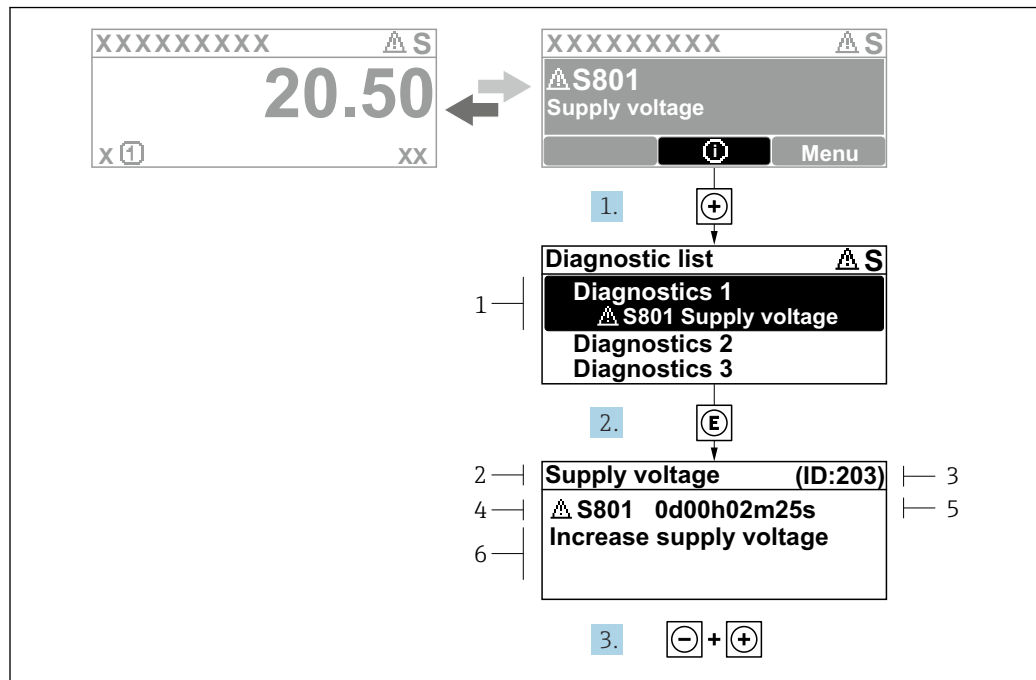 XXXXXXXXX ⚠ S
20.50
x ① xx
XXXXXXXXX ⚠ S
⚠ S801
Supply voltage
ⓘ Menu
1. +
Diagnostic list ⚠ S
1
Diagnostics 1
⚠ S801 Supply voltage
Diagnostics 2
Diagnostics 3
2. E
2 Supply voltage (ID:203) 3
4 ⚠ S801 0d00h02m25s 5
6 Increase supply voltage
3. − + +